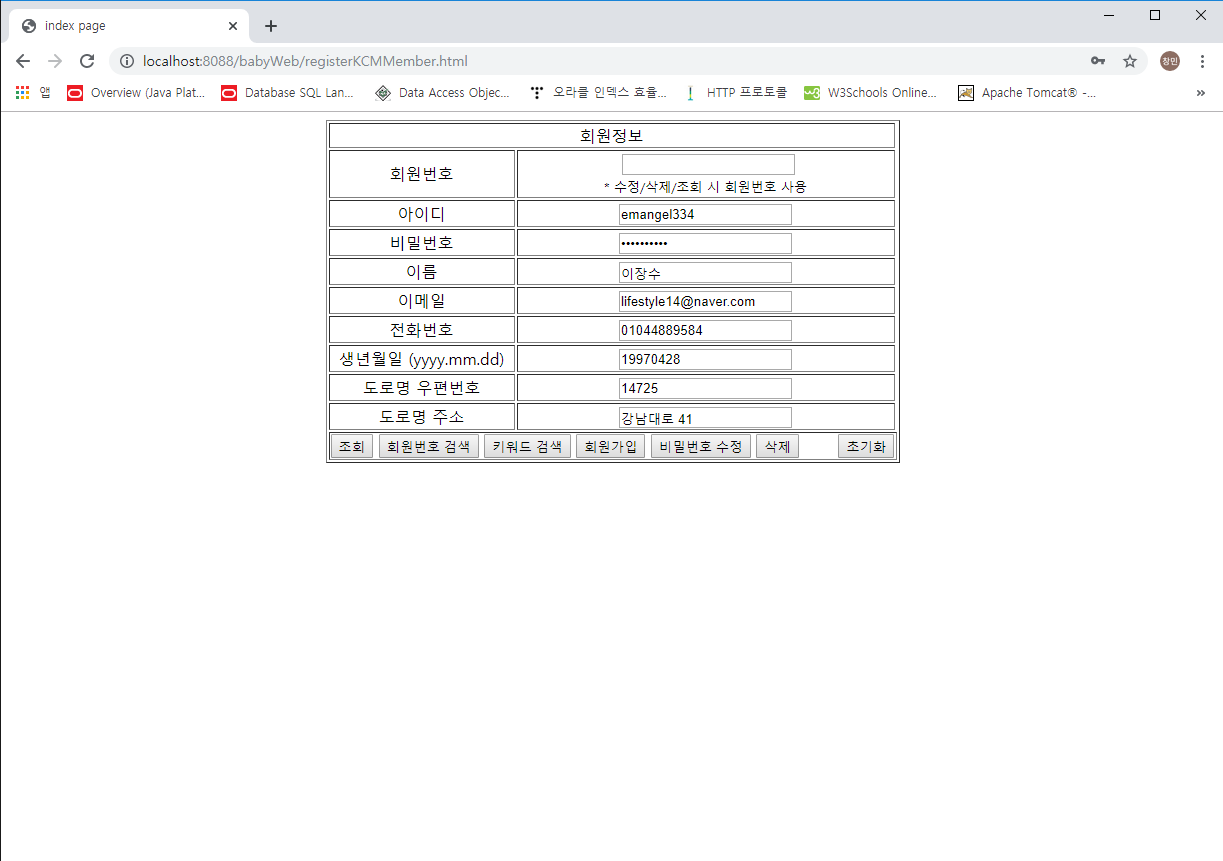 index page
localhost:8088/babyWeb/registerKCMMember.html
창민
앱 Overview (Java Plat... Database SQL Lan... Data Access Objec... 오라클 인덱스 효율... HTTP 프로토콜 W3Schools Online... Apache Tomcat® -... »
회원정보
회원번호
* 수정/삭제/조회 시 회원번호 사용
아이디 emangel334
비밀번호 ••••••••••
이름 이장수
이메일 lifestyle14@naver.com
전화번호 01044889584
생년월일 (yyyy.mm.dd) 19970428
도로명 우편번호 14725
도로명 주소 강남대로 41
조회 회원번호 검색 키워드 검색 회원가입 비밀번호 수정 삭제 초기화